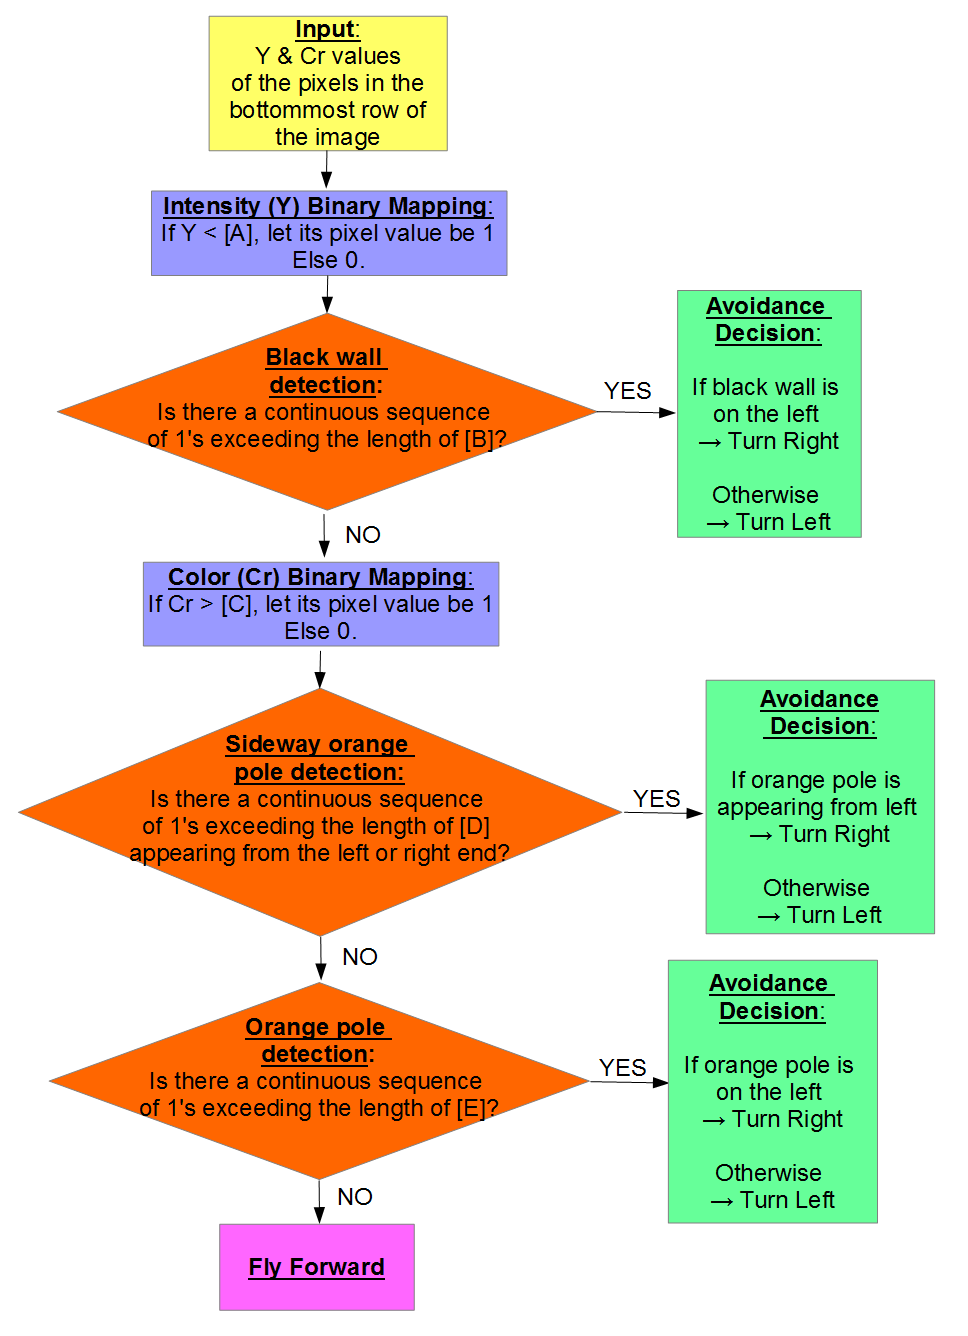 Input:
Y & Cr values
of the pixels in the
bottommost row of
the image
Intensity (Y) Binary Mapping:
If Y < [A], let its pixel value be 1
Else 0.
Black wall
detection:
Is there a continuous sequence
of 1's exceeding the length of [B]?
YES
Avoidance
Decision:
If black wall is
on the left
→ Turn Right
Otherwise
→ Turn Left
NO
Color (Cr) Binary Mapping:
If Cr > [C], let its pixel value be 1
Else 0.
Sideway orange
pole detection:
Is there a continuous sequence
of 1's exceeding the length of [D]
appearing from the left or right end?
YES
Avoidance
Decision:
If orange pole is
appearing from left
→ Turn Right
Otherwise
→ Turn Left
NO
Orange pole
detection:
Is there a continuous sequence
of 1's exceeding the length of [E]?
YES
Avoidance
Decision:
If orange pole is
on the left
→ Turn Right
Otherwise
→ Turn Left
NO
Fly Forward